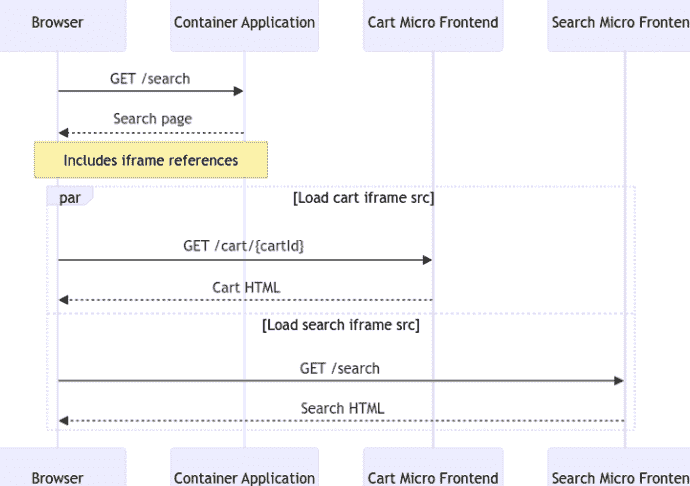 Browser
Container Application
Cart Micro Frontend
Search Micro Fronten
GET /search
Search page
Includes iframe references
par
[Load cart iframe src]
GET /cart/{cartId}
Cart HTML
[Load search iframe src]
GET /search
Search HTML
Browser
Container Application
Cart Micro Frontend
Search Micro Fronten